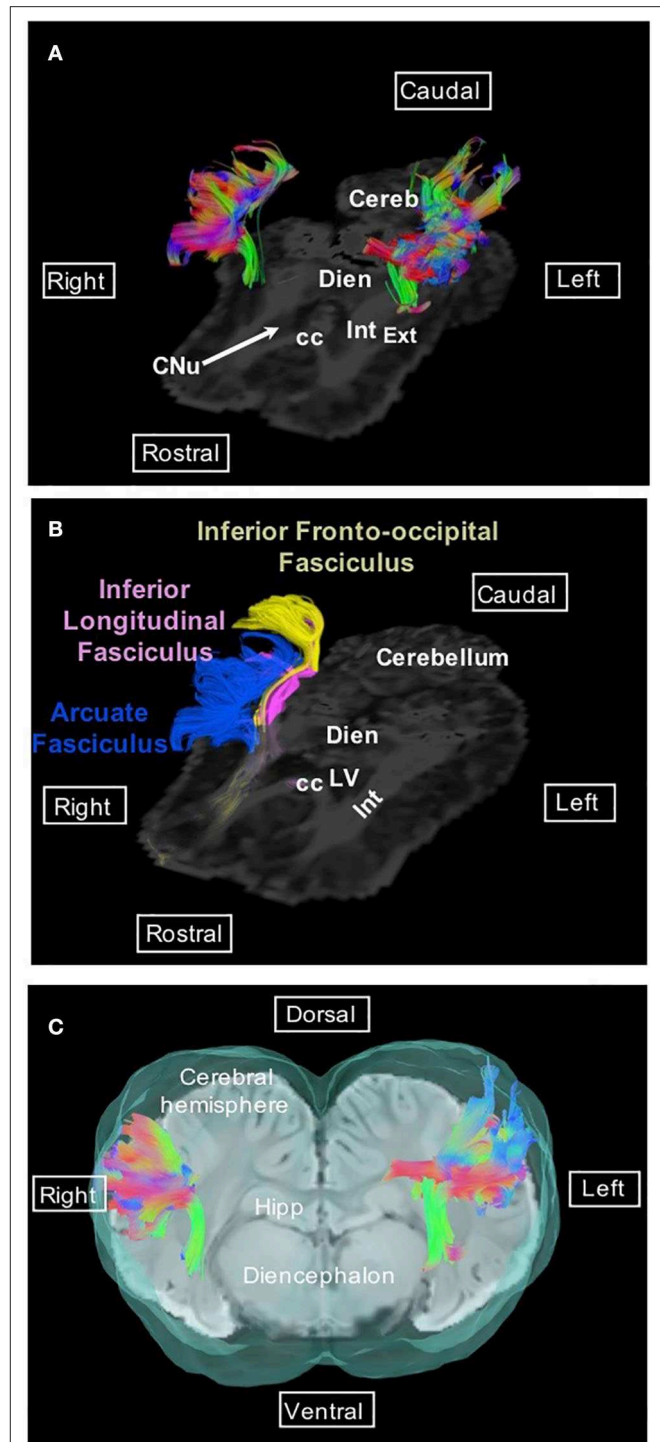 A
Caudal
Cereb
Right
Dien
Left
Int Ext
cc
CNu
Rostral
B
Inferior Fronto-occipital
Fasciculus
Inferior
Longitudinal
Fasciculus
Caudal
Cerebellum
Arcuate
Fasciculus
Dien
cc LV
Int
Right
Left
Rostral
C
Dorsal
Cerebral
hemisphere
Right
Left
Hipp
Diencephalon
Ventral